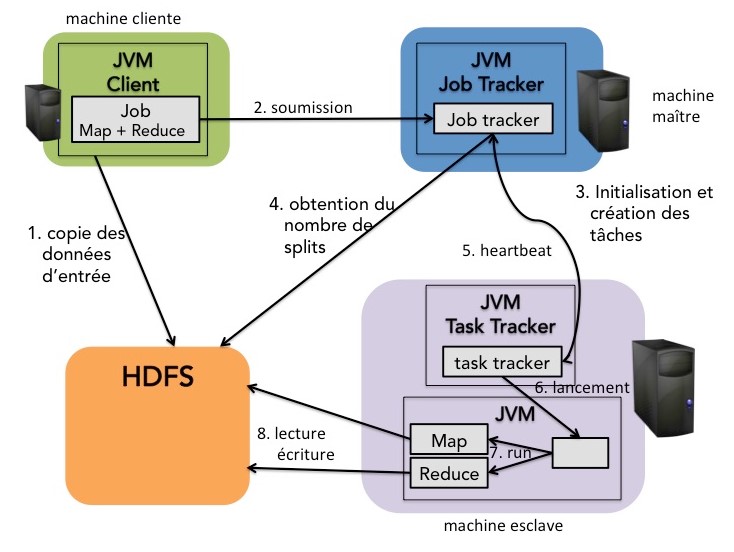 machine cliente
JVM
Client
Job
Map + Reduce
2. soumission
JVM
Job Tracker
Job tracker
machine
maître
1. copie des
données
d'entrée
4. obtention du
nombre de
splits
3. Initialisation et
création des
tâches
5. heartbeat
JVM
Task Tracker
task tracker
6. lancement
HDFS
JVM
Map
7. run
Reduce
8. lecture
écriture
machine esclave